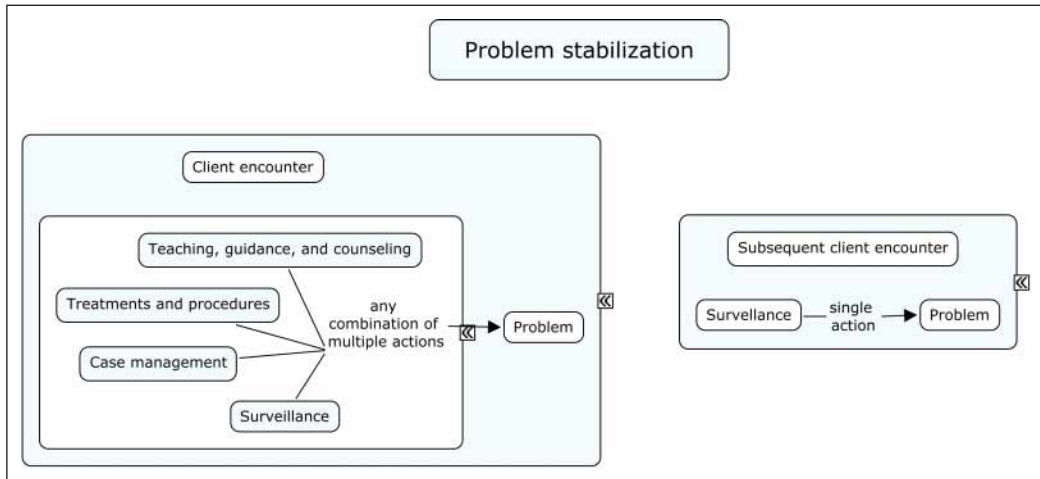 Problem stabilization
Client encounter
Teaching, guidance, and counseling
Treatments and procedures
Case management
Surveillance
any
combination of
multiple actions
Problem
Subsequent client encounter
Survellance
single
action
Problem